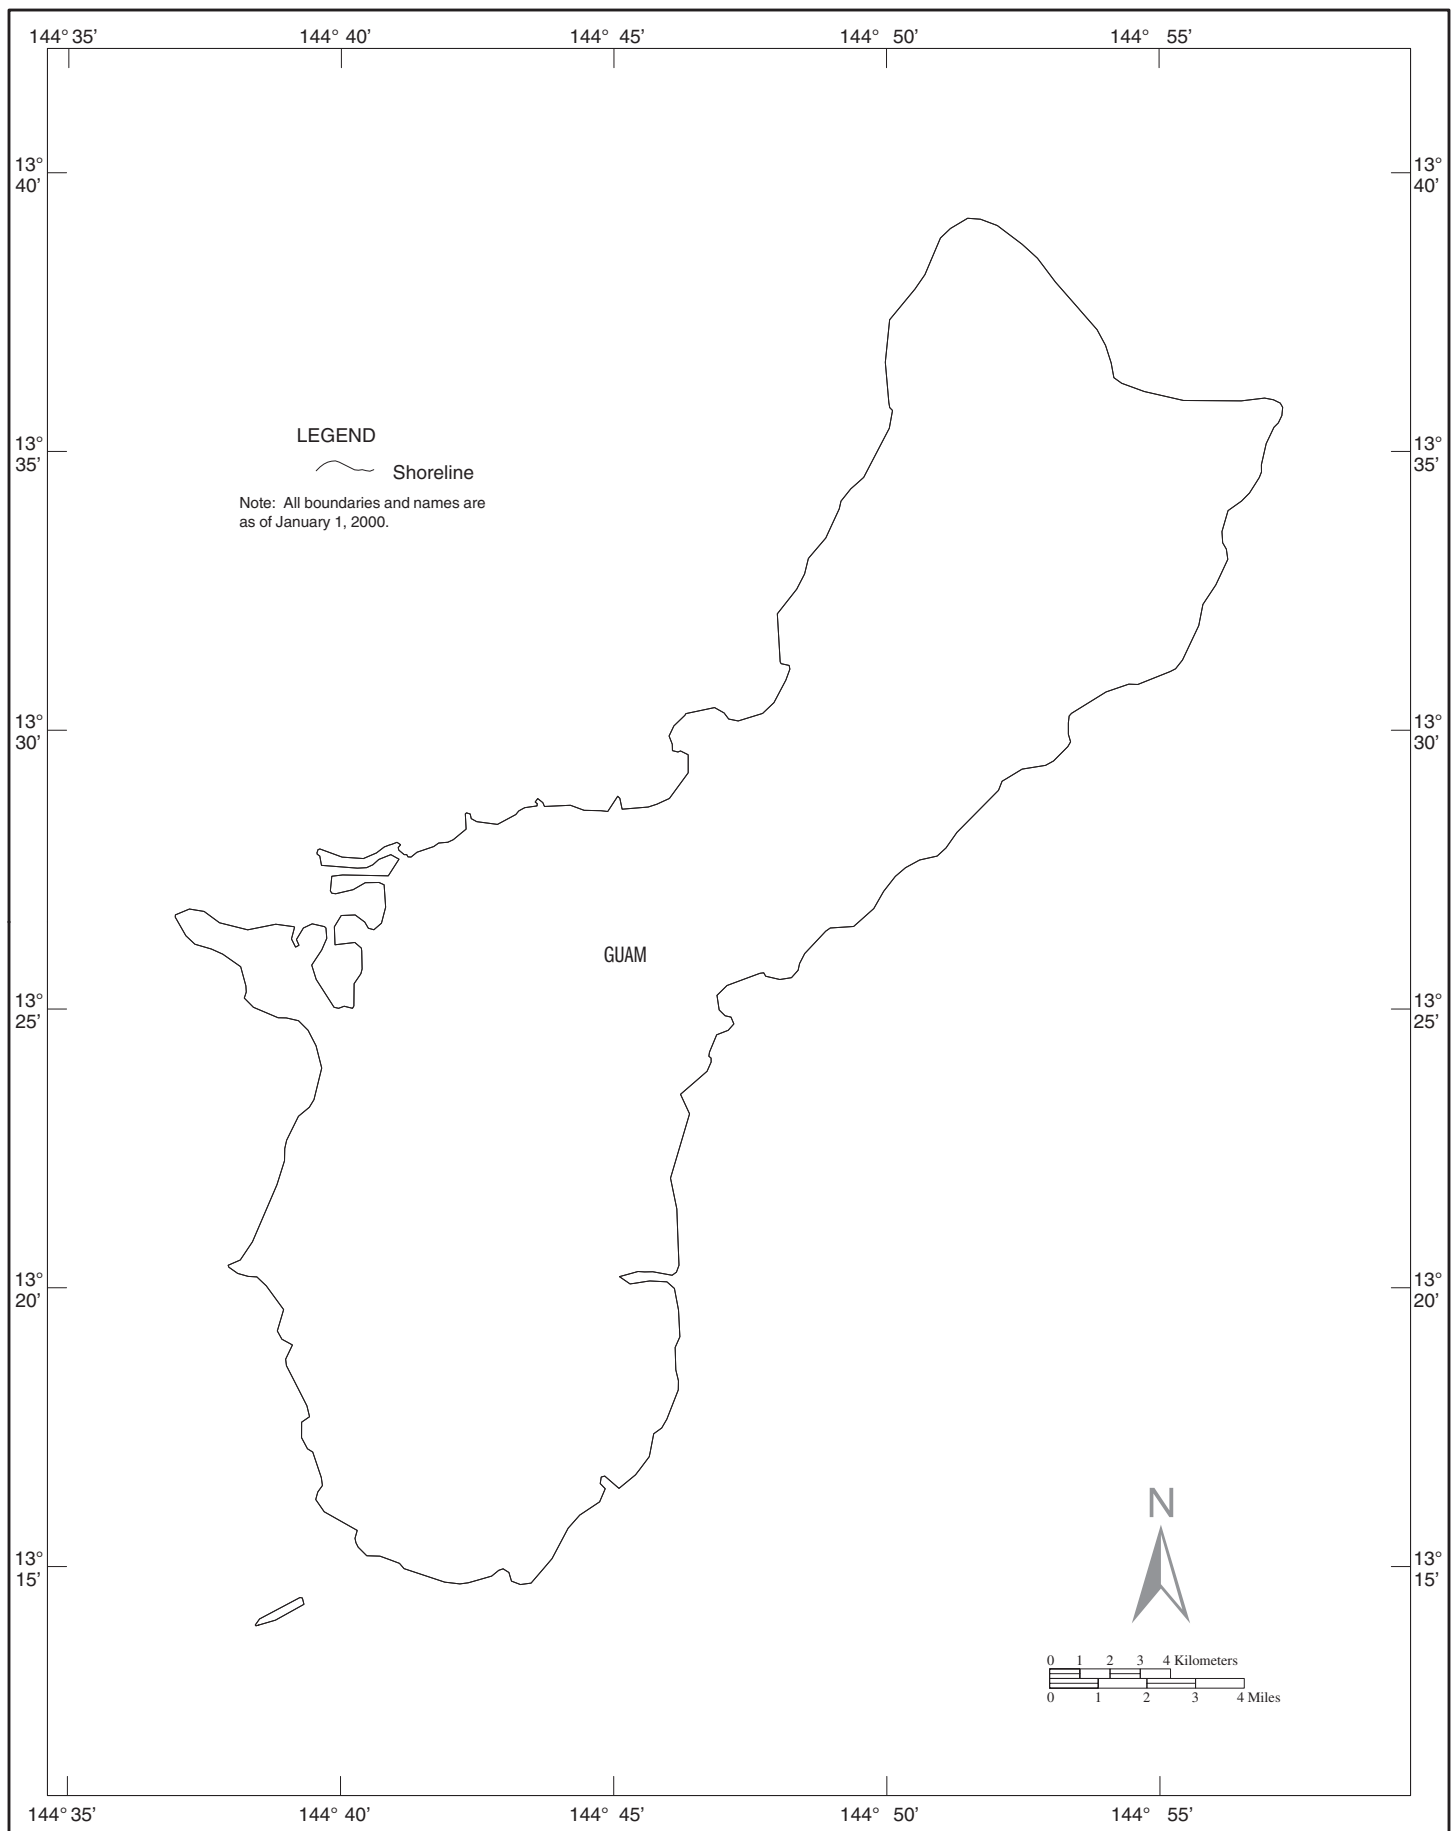 144° 35’ 144° 40’ 144° 45’ 144° 50’ 144° 55’
13° 13°
40’ 40’
LEGEND
13° 13°
35’ 35’
Shoreline
Note: All boundaries and names are
as of January 1, 2000.
13° 13°
30’ 30’
GUAM
13° 13°
25’ 25’
13° 13°
20’ 20’
N
13° 13°
15’ 15’
0 1 2 3 4 Kilometers
0 1 2 3 4 Miles
144° 35’ 144° 40’ 144° 45’ 144° 50’ 144° 55’